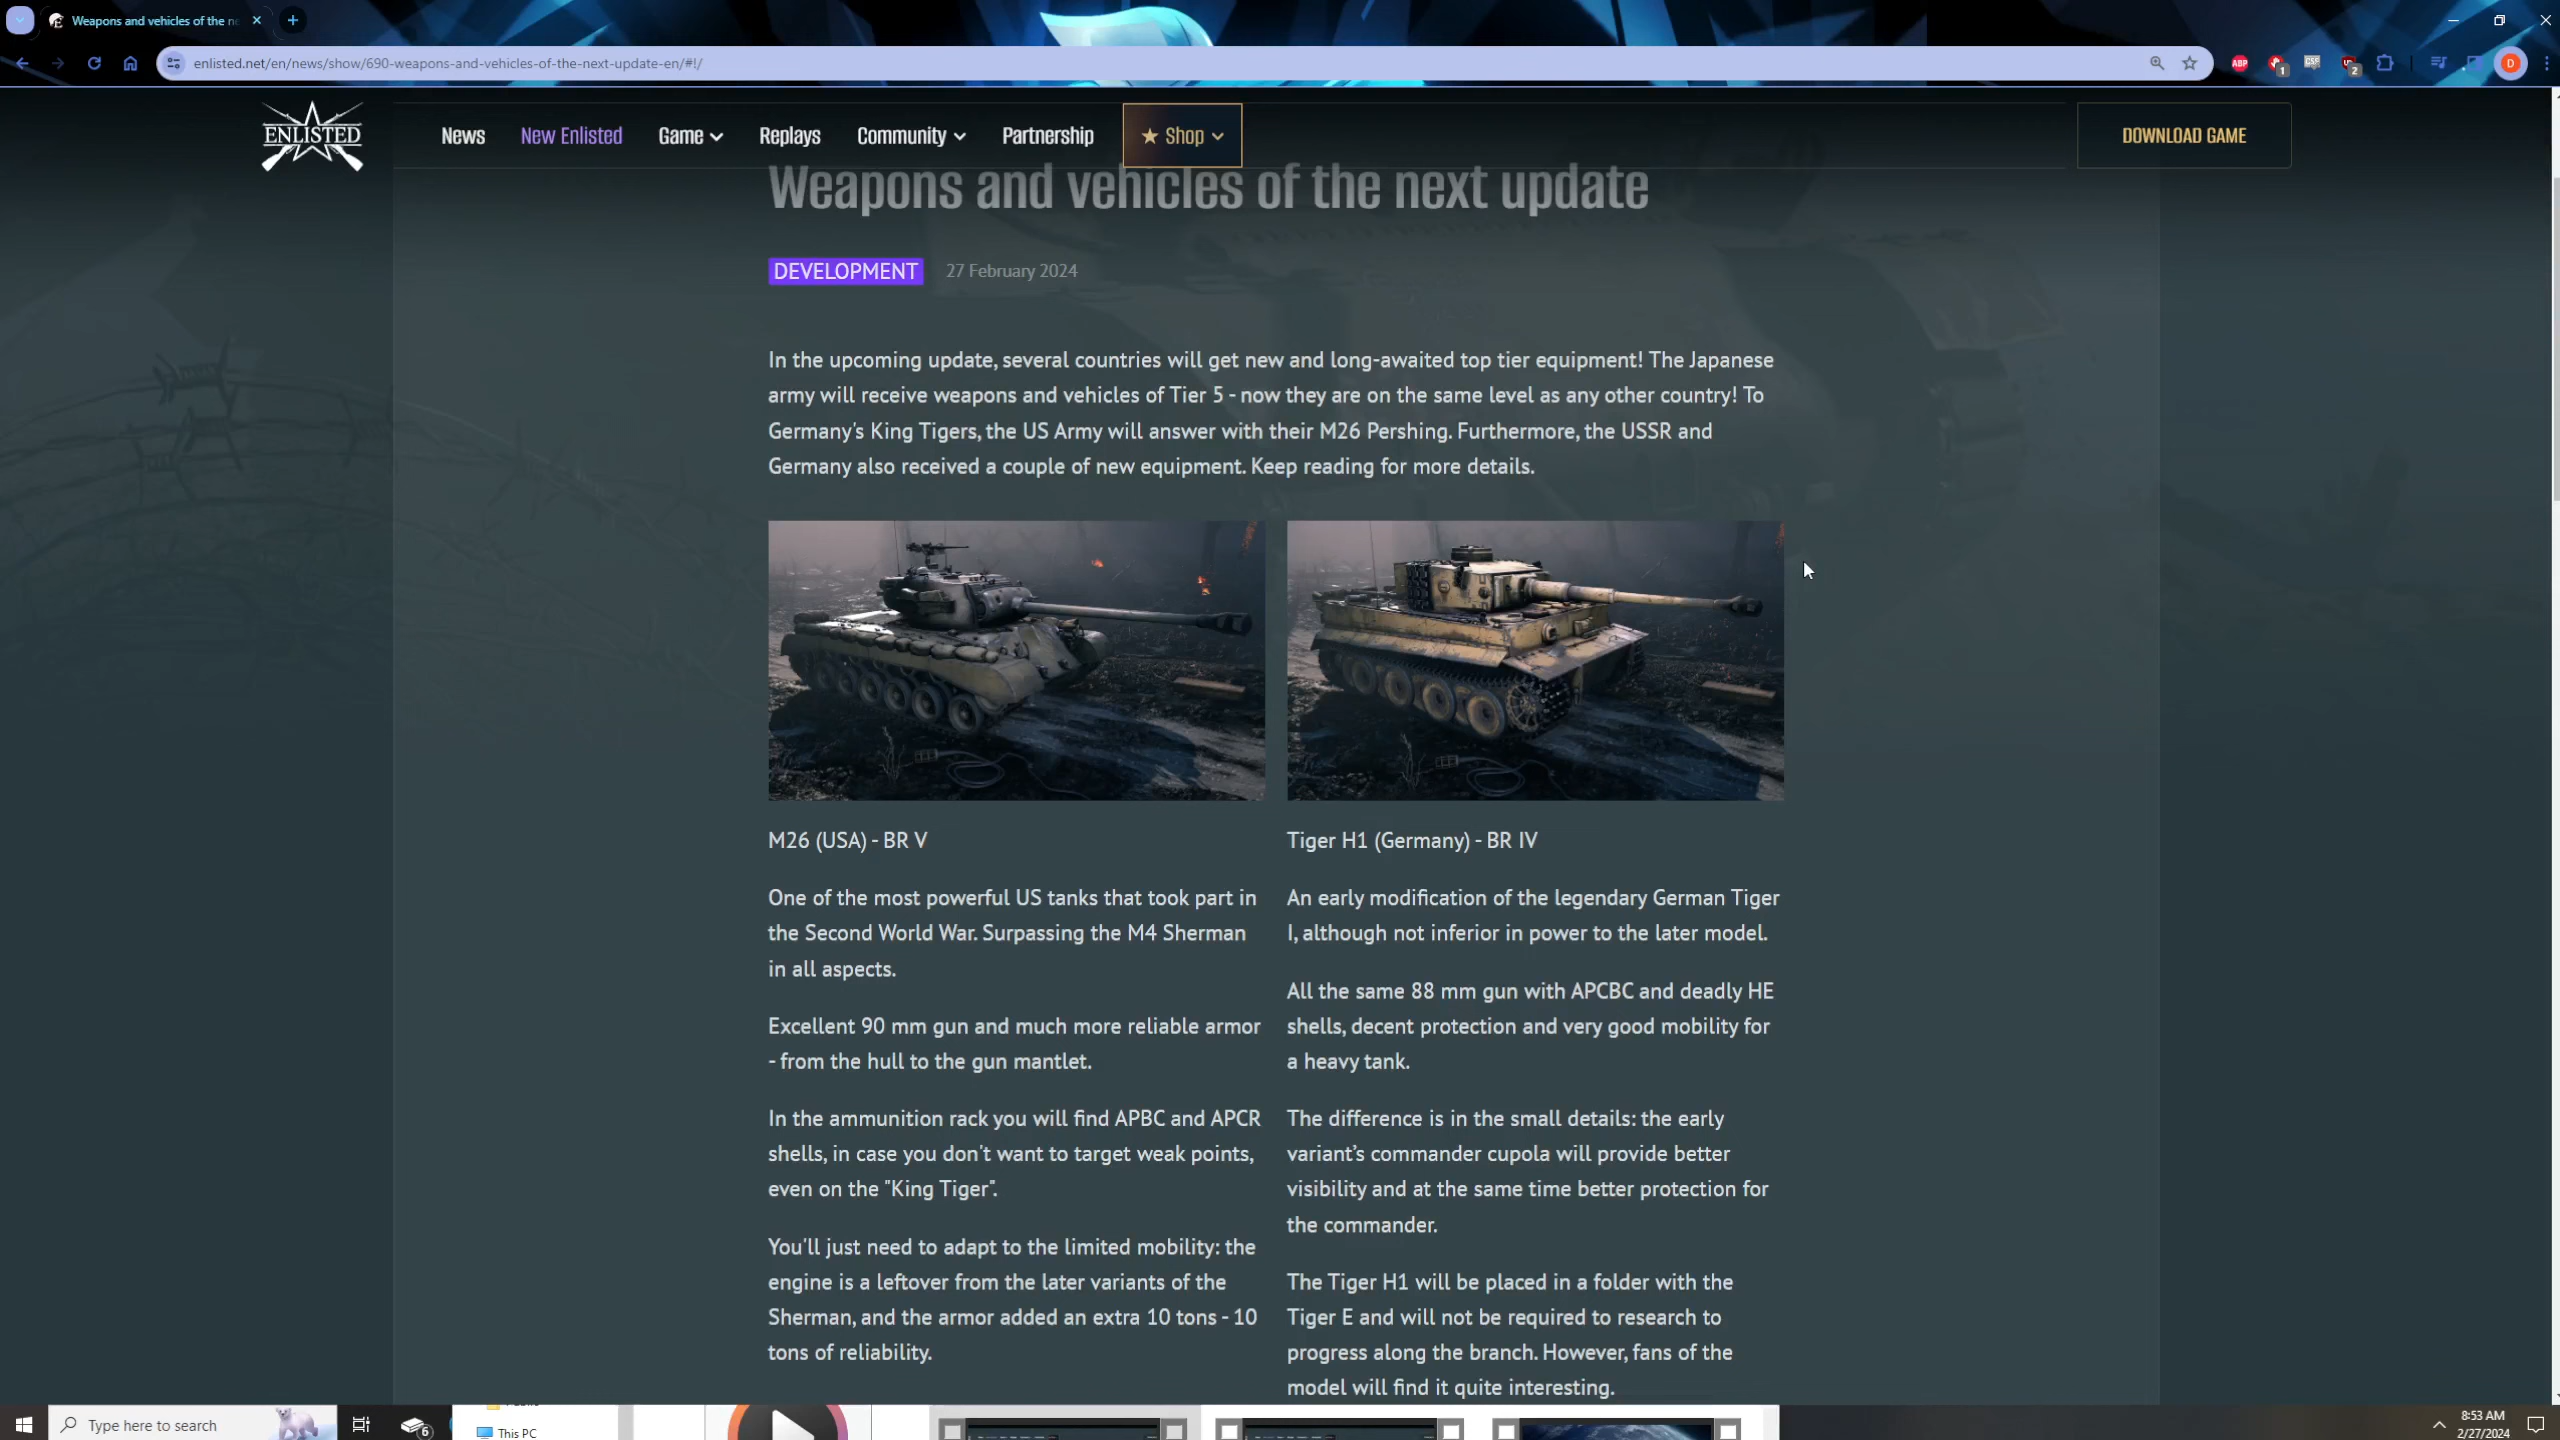 Weapons and vehicles of the ne
enlisted.net/en/news/show/690-weapons-and-vehicles-of-the-next-update-en/#!/
ABP
1
CSF
2
D
ENLISTED
News
New Enlisted
Game
Replays
Community
Partnership
★ Shop
DOWNLOAD GAME
Weapons and vehicles of the next update
DEVELOPMENT
27 February 2024
In the upcoming update, several countries will get new and long-awaited top tier equipment! The Japanese
army will receive weapons and vehicles of Tier 5 - now they are on the same level as any other country! To
Germany's King Tigers, the US Army will answer with their M26 Pershing. Furthermore, the USSR and
Germany also received a couple of new equipment. Keep reading for more details.
M26 (USA) - BR V
One of the most powerful US tanks that took part in
the Second World War. Surpassing the M4 Sherman
in all aspects.
Excellent 90 mm gun and much more reliable armor
- from the hull to the gun mantlet.
In the ammunition rack you will find APBC and APCR
shells, in case you don't want to target weak points,
even on the "King Tiger".
You'll just need to adapt to the limited mobility: the
engine is a leftover from the later variants of the
Sherman, and the armor added an extra 10 tons - 10
tons of reliability.
Tiger H1 (Germany) - BR IV
An early modification of the legendary German Tiger
I, although not inferior in power to the later model.
All the same 88 mm gun with APCBC and deadly HE
shells, decent protection and very good mobility for
a heavy tank.
The difference is in the small details: the early
variant’s commander cupola will provide better
visibility and at the same time better protection for
the commander.
The Tiger H1 will be placed in a folder with the
Tiger E and will not be required to research to
progress along the branch. However, fans of the
model will find it quite interesting.
Type here to search
6
This PC
8:53 AM
2/27/2024